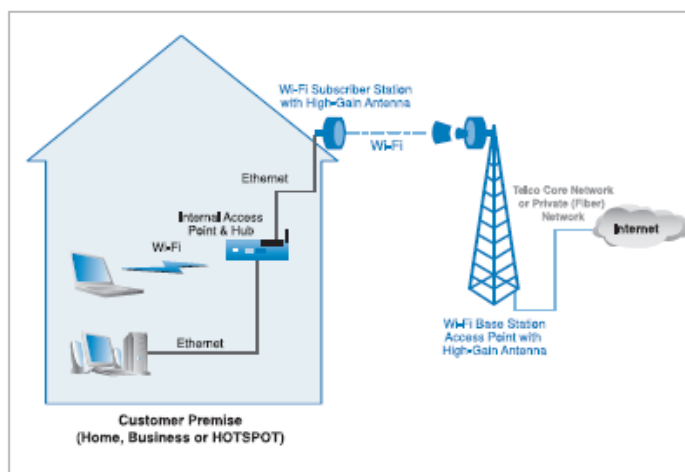 Wi-Fi Subscriber Station
with High-Gain Antenna
Wi-Fi
Ethernet
Telco Core Network
or Private (Fiber)
Network
Internet
Internal Access
Point & Hub
Wi-Fi
Ethernet
Wi-Fi Base Station
Access Point with
High-Gain Antenna
Customer Premise
(Home, Business or HOTSPOT)